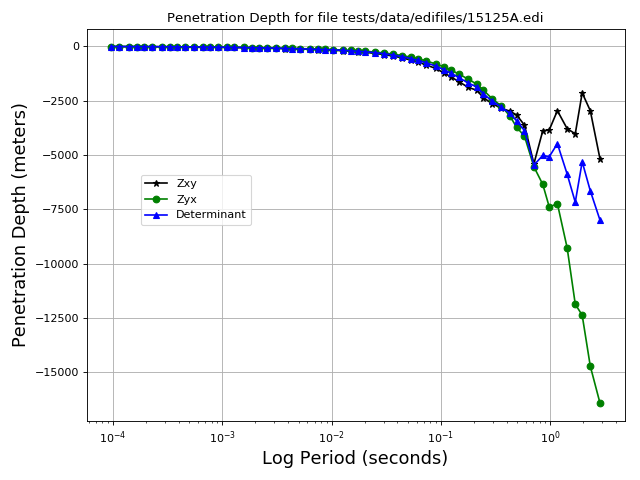 Penetration Depth for file tests/data/edifiles/15125A.edi
Penetration Depth (meters)
0
−2500
−5000
−7500
−10000
−12500
−15000
Zxy
Zyx
Determinant
10⁻⁴ 10⁻³ 10⁻² 10⁻¹ 10⁰
Log Period (seconds)